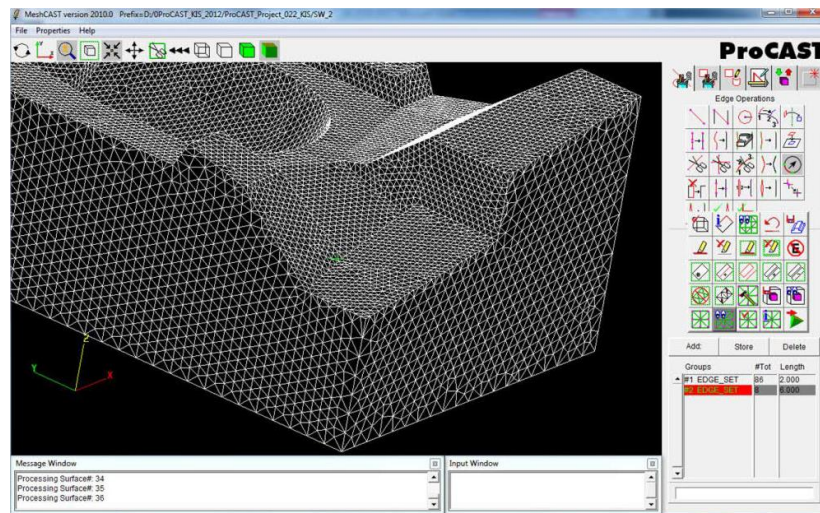 MeshCAST version 2010.0 Prefix=D:/0ProCAST_KIS_2012/ProCAST_Project_022_KIS/SW_2
File Properties Help
ProCAST
Edge Operations
Add: Store Delete
Groups #Tot Length
#1 EDGE_SET 86 2.000
#2 EDGE_SET 8 6.000
Z
Y X
Message Window Input Window
Processing Surface#: 34
Processing Surface#: 35
Processing Surface#: 36